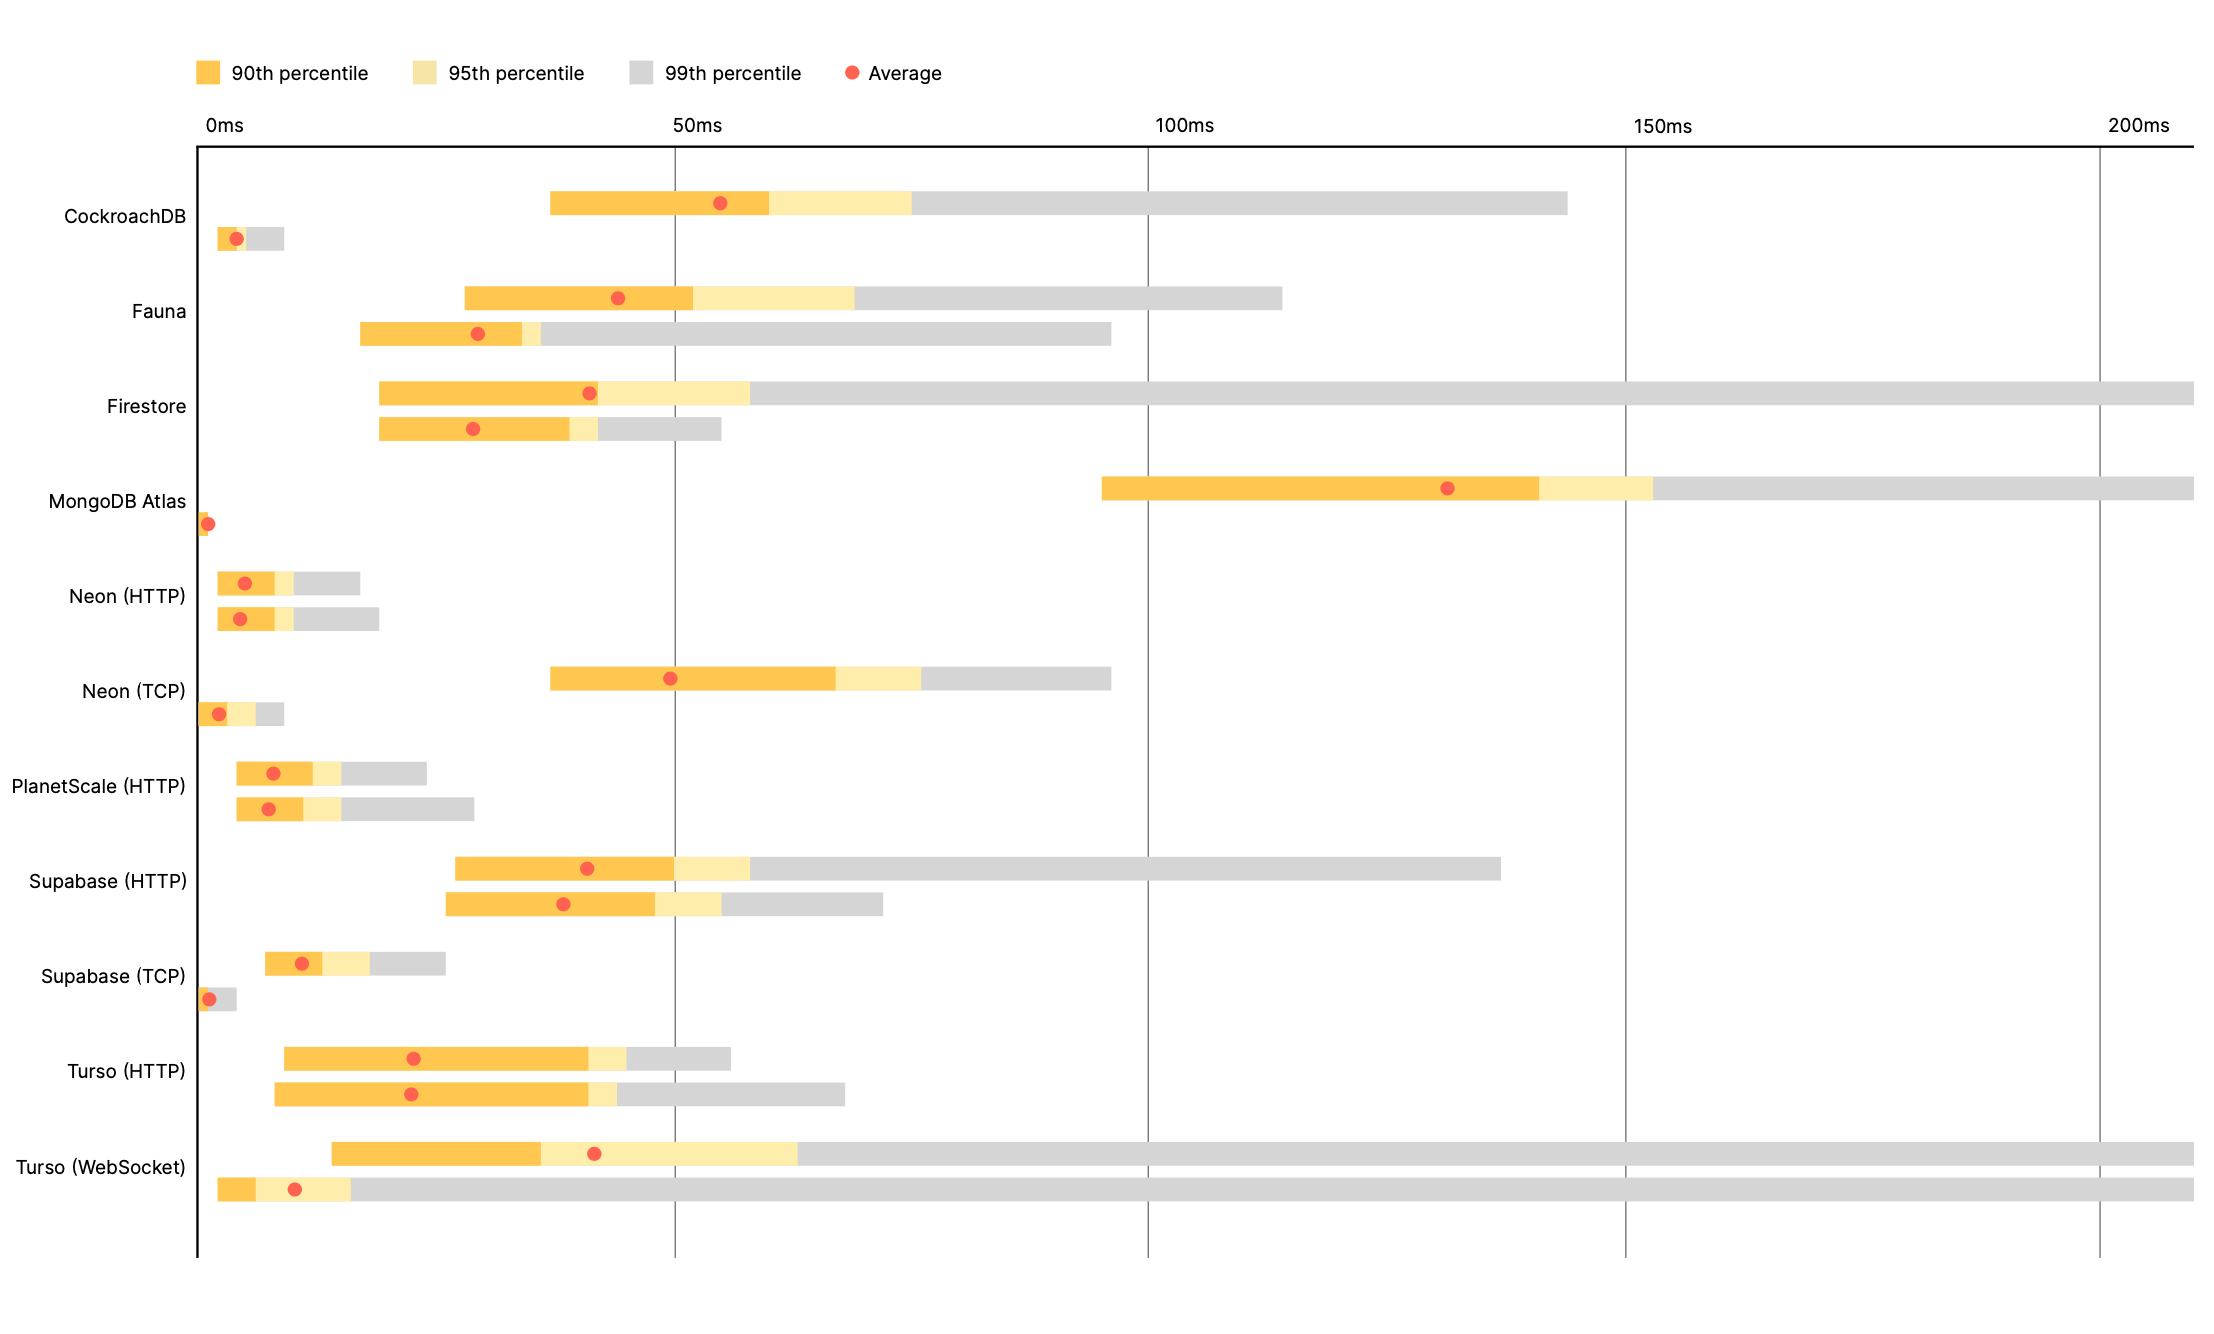 90th percentile 95th percentile 99th percentile Average
0ms 50ms 100ms 150ms 200ms
CockroachDB
Fauna
Firestore
MongoDB Atlas
Neon (HTTP)
Neon (TCP)
PlanetScale (HTTP)
Supabase (HTTP)
Supabase (TCP)
Turso (HTTP)
Turso (WebSocket)